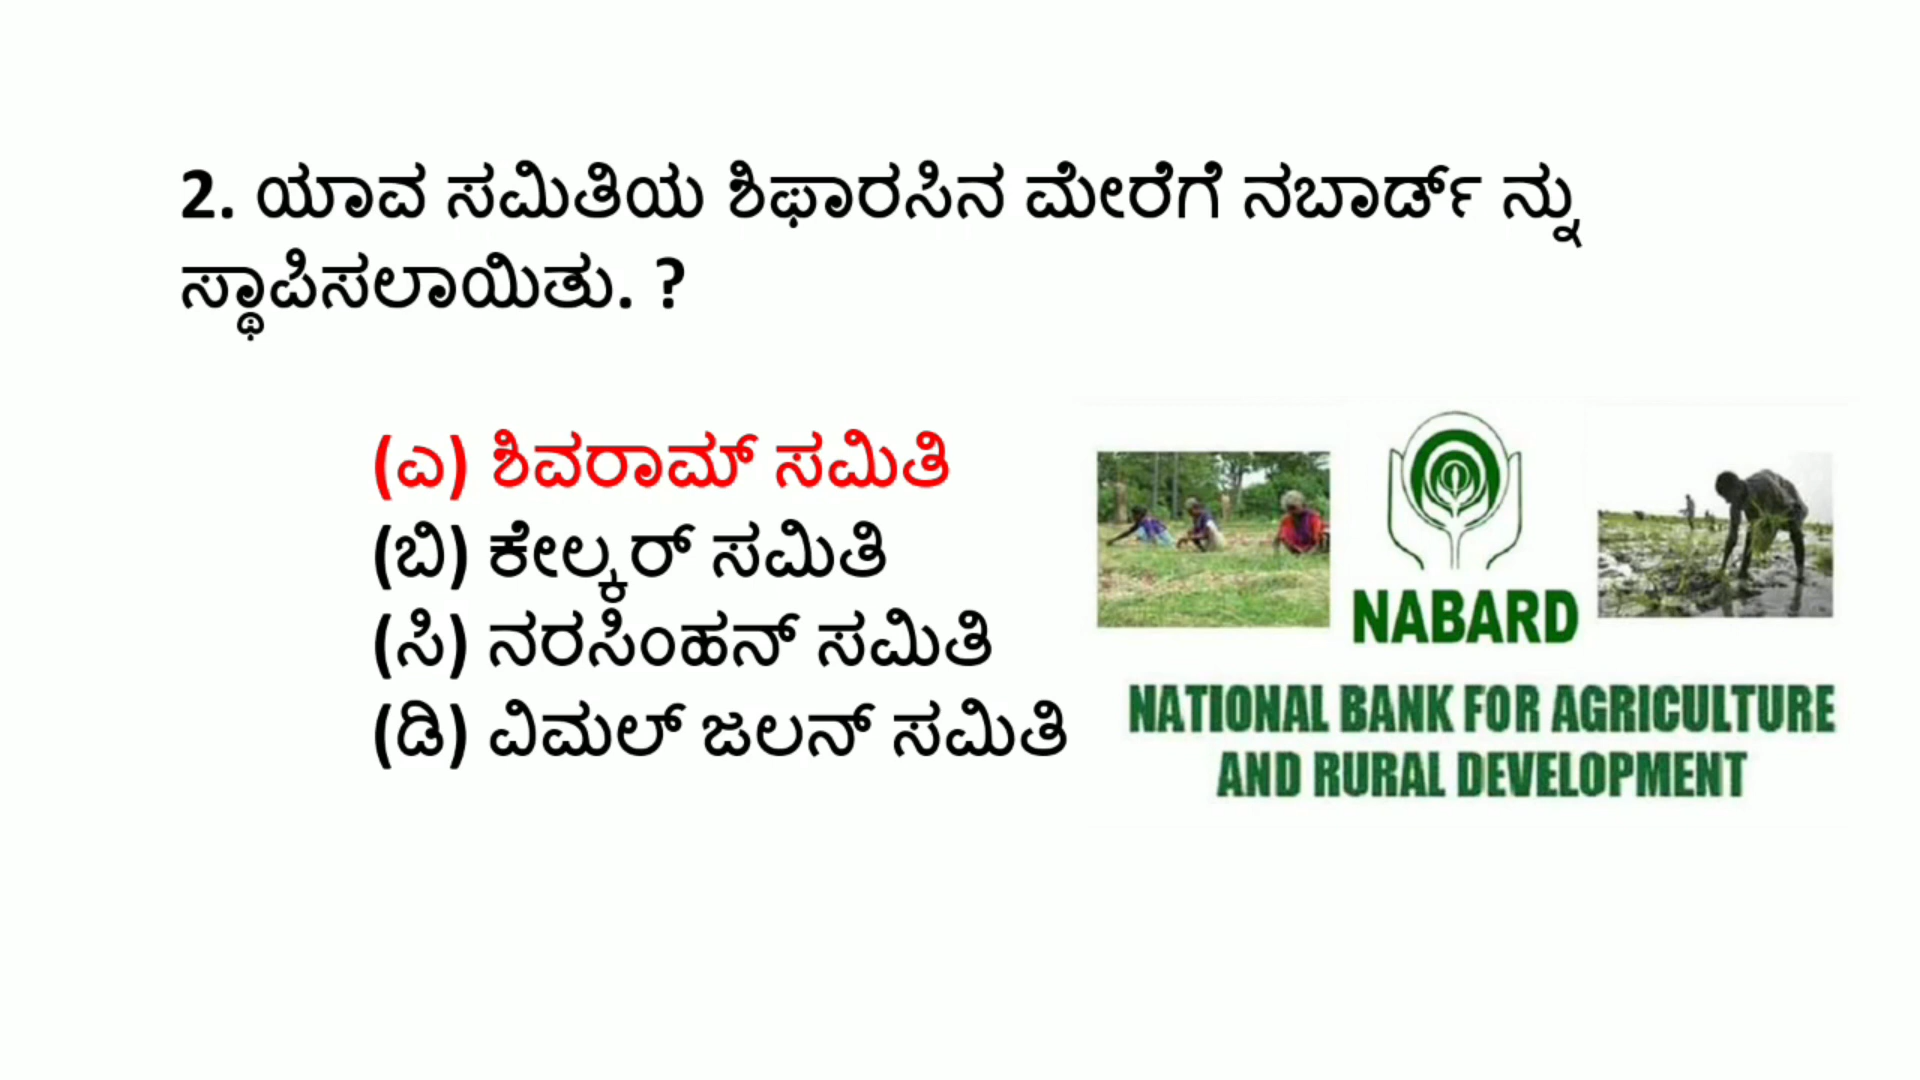 2. ಯಾವ ಸಮಿತಿಯ ಶಿಫಾರಸಿನ ಮೇರೆಗೆ ನಬಾರ್ಡ್ ನ್ನು
ಸ್ಥಾಪಿಸಲಾಯಿತು. ?
(ಎ) ಶಿವರಾಮ್ ಸಮಿತಿ
(ಬಿ) ಕೇಲ್ಕರ್ ಸಮಿತಿ
(ಸಿ) ನರಸಿಂಹನ್ ಸಮಿತಿ
(ಡಿ) ವಿಮಲ್ ಜಲನ್ ಸಮಿತಿ
NABARD
NATIONAL BANK FOR AGRICULTURE
AND RURAL DEVELOPMENT